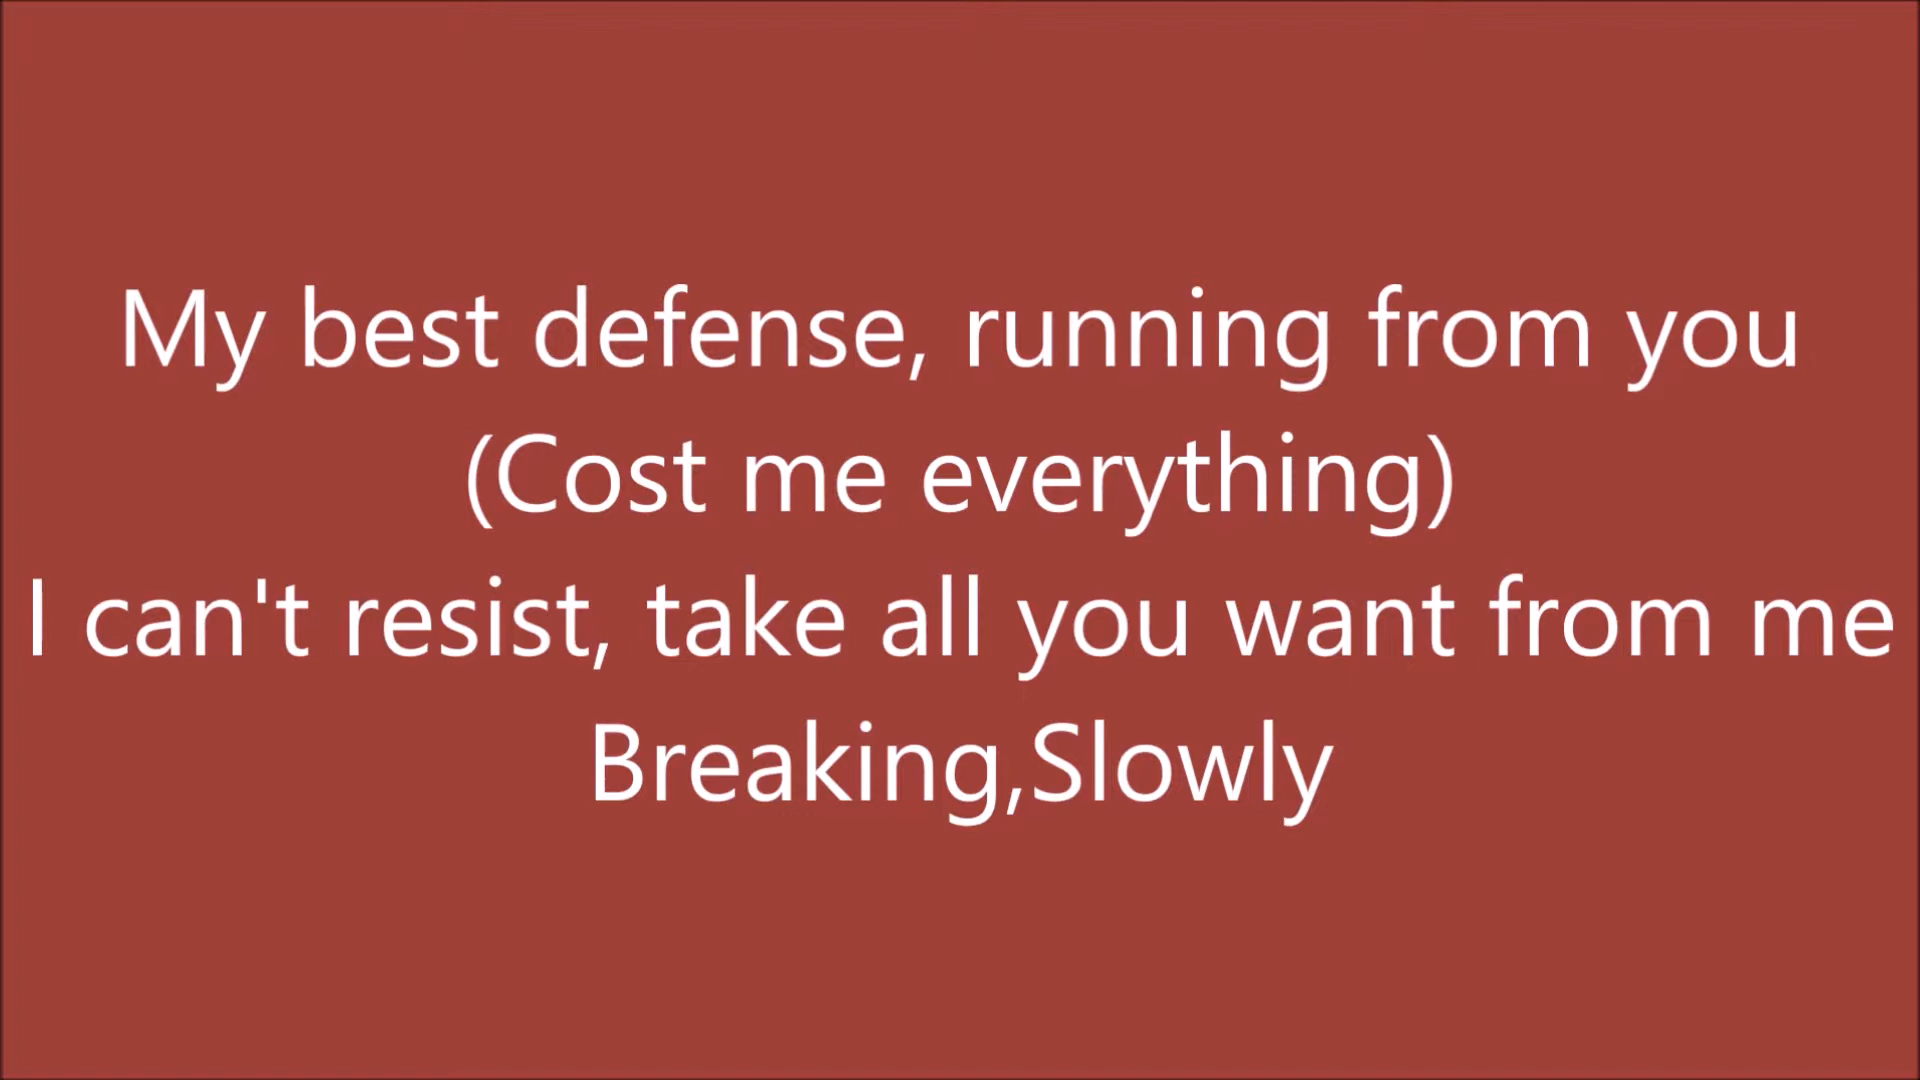 My best defense, running from you
(Cost me everything)
I can't resist, take all you want from me
Breaking,Slowly